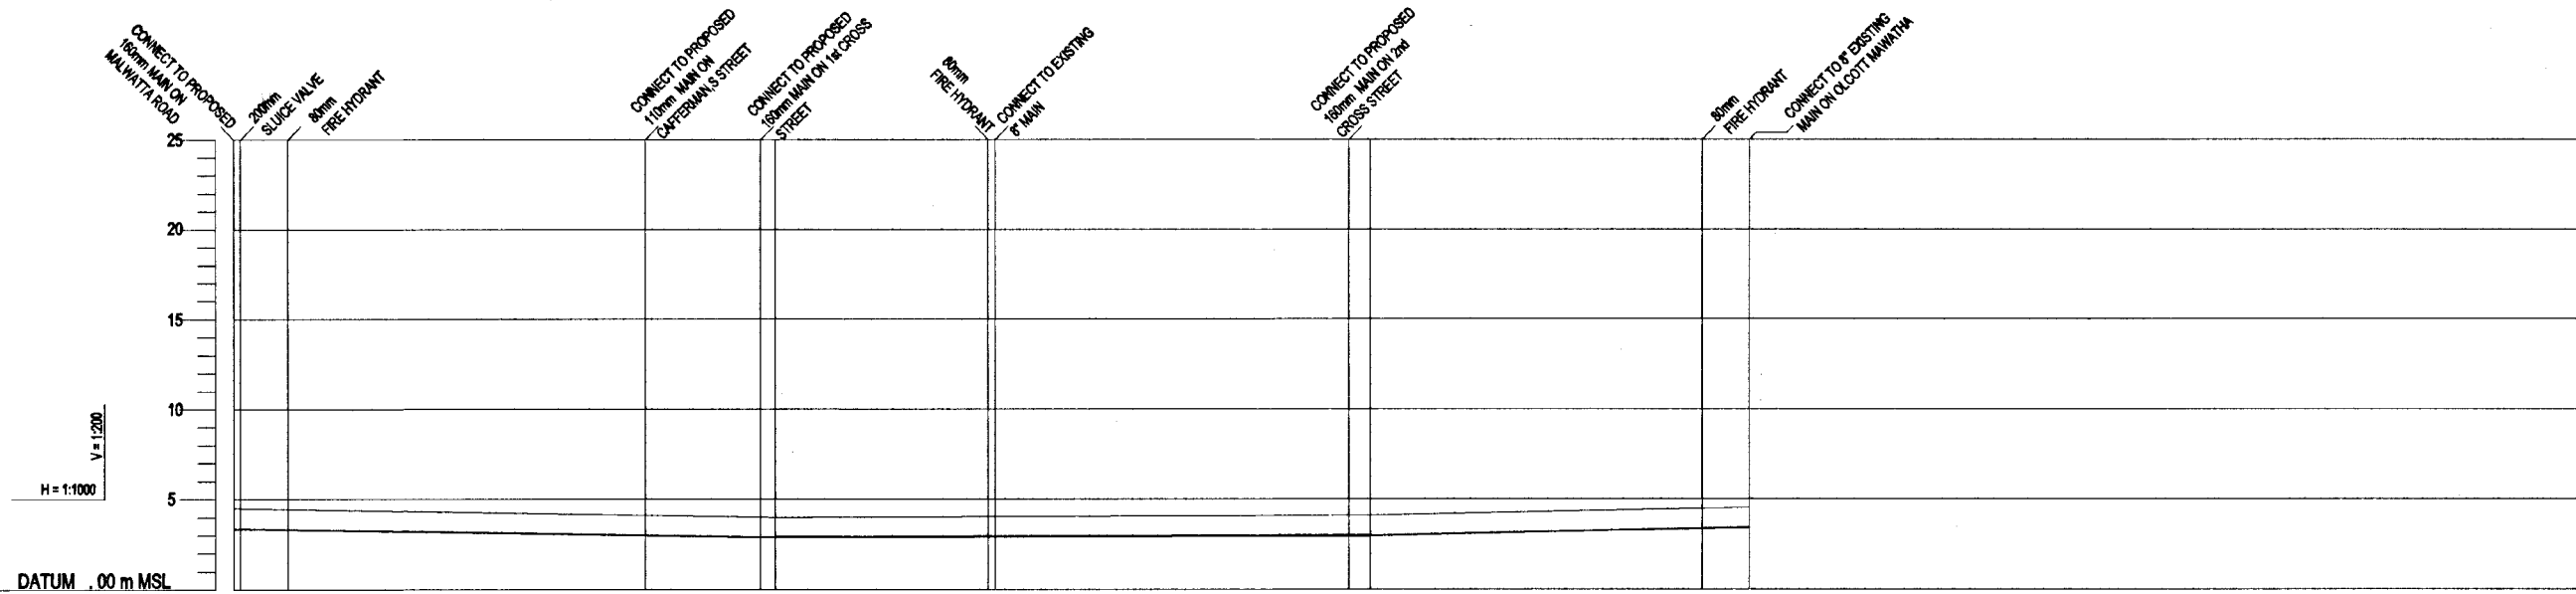 CONNECT TO PROPOSED
160mm MAIN ON
MALWATTA ROAD
200mm
SLUICE VALVE
80mm
FIRE HYDRANT
CONNECT TO PROPOSED
110mm MAIN ON
CAFFERMAN,S STREET
CONNECT TO PROPOSED
160mm MAIN ON 1st CROSS
STREET
80mm
FIRE HYDRANT
CONNECT TO EXISTING
6" MAIN
CONNECT TO PROPOSED
160mm MAIN ON 2nd
CROSS STREET
80mm
FIRE HYDRANT
CONNECT TO 8" EXISTING
MAIN ON OLCOTT MAWATHA
25
20
15
10
5
V = 1:200
H = 1:1000
DATUM .00 m MSL